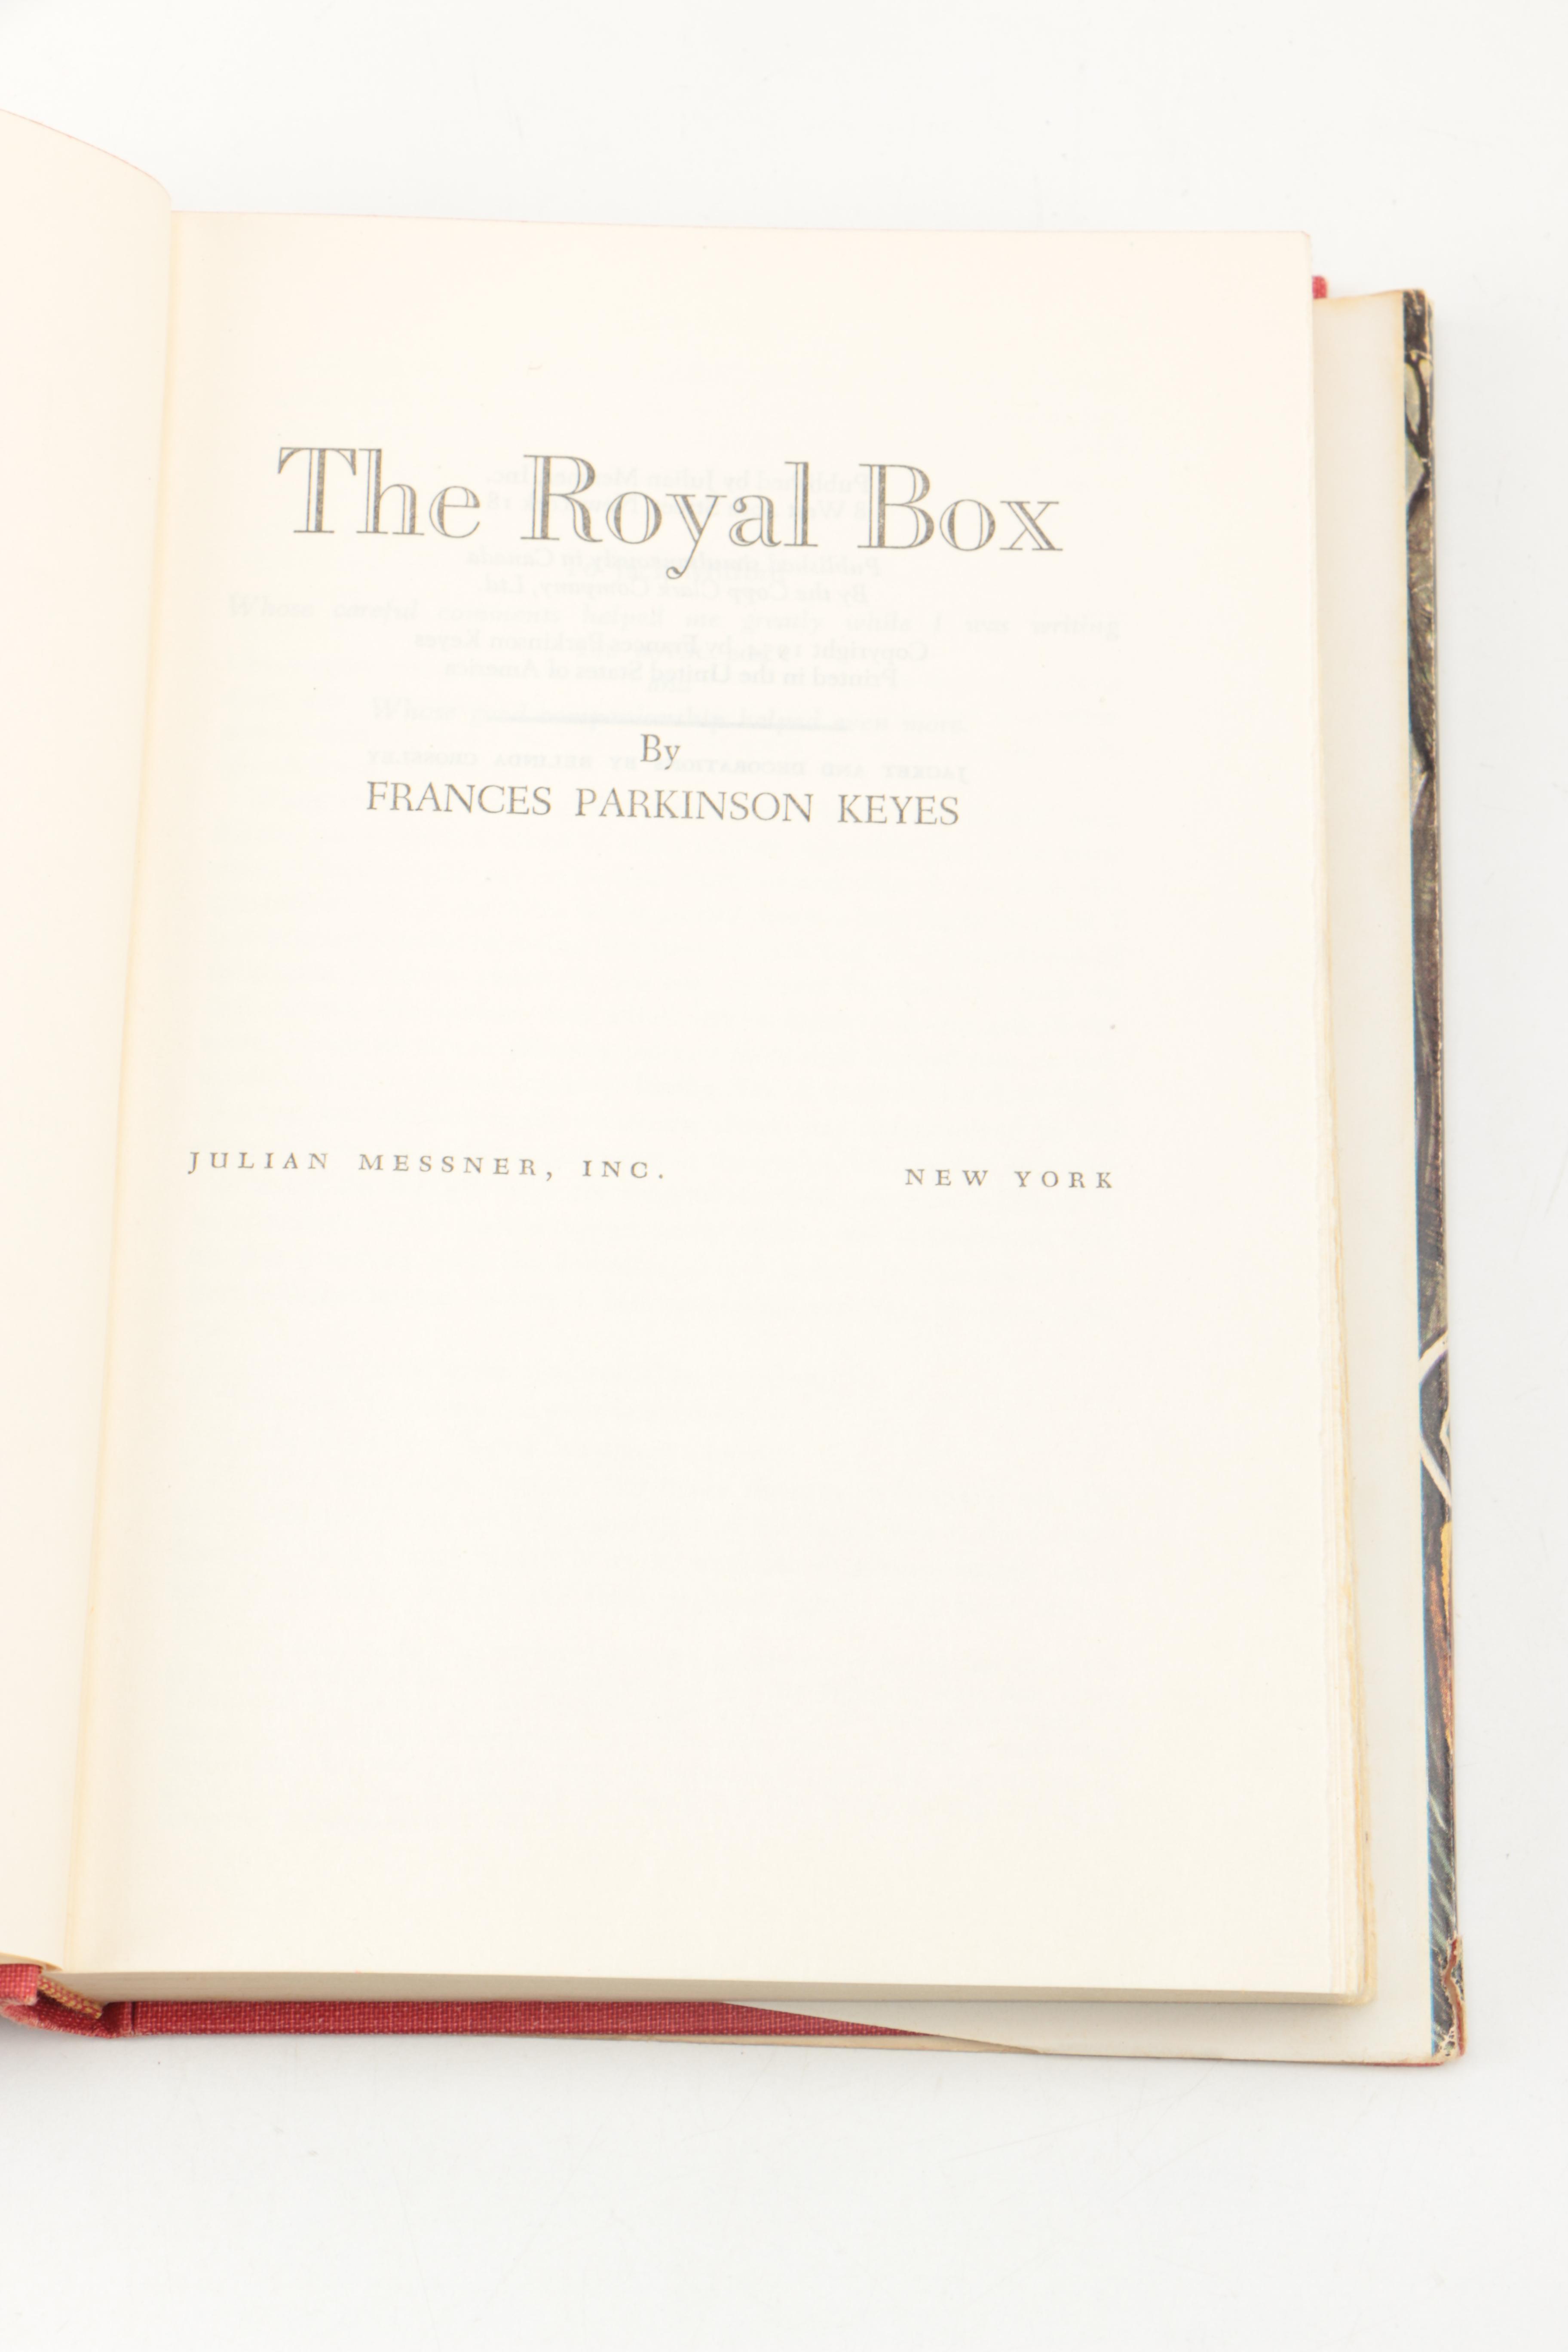 The Royal Box
By
FRANCES PARKINSON KEYES
JULIAN MESSNER, INC. NEW YORK